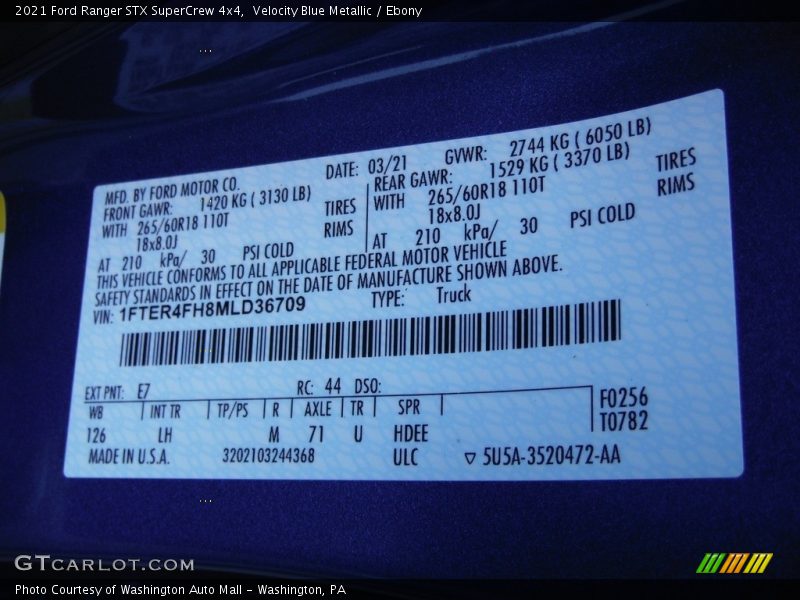 2021 Ford Ranger STX SuperCrew 4x4,  Velocity Blue Metallic / Ebony
MFD. BY FORD MOTOR CO. DATE: 03/21 GVWR: 2744 KG ( 6050 LB)
FRONT GAWR: 1420 KG ( 3130 LB) REAR GAWR: 1529 KG ( 3370 LB)
WITH 265/60R18 110T TIRES WITH 265/60R18 110T TIRES
18x8.0J RIMS 18x8.0J RIMS
AT 210 kPa/ 30 PSI COLD AT 210 kPa/ 30 PSI COLD
THIS VEHICLE CONFORMS TO ALL APPLICABLE FEDERAL MOTOR VEHICLE
SAFETY STANDARDS IN EFFECT ON THE DATE OF MANUFACTURE SHOWN ABOVE.
VIN: 1FTER4FH8MLD36709 TYPE: Truck
EXT PNT: E7 RC: 44 DSO: F0256
WB INT TR TP/PS R AXLE TR SPR T0782
126 LH M 71 U HDEE
MADE IN U.S.A. 3202103244368 ULC ▽ 5U5A-3520472-AA
GTCARLOT.COM
Photo Courtesy of Washington Auto Mall - Washington, PA